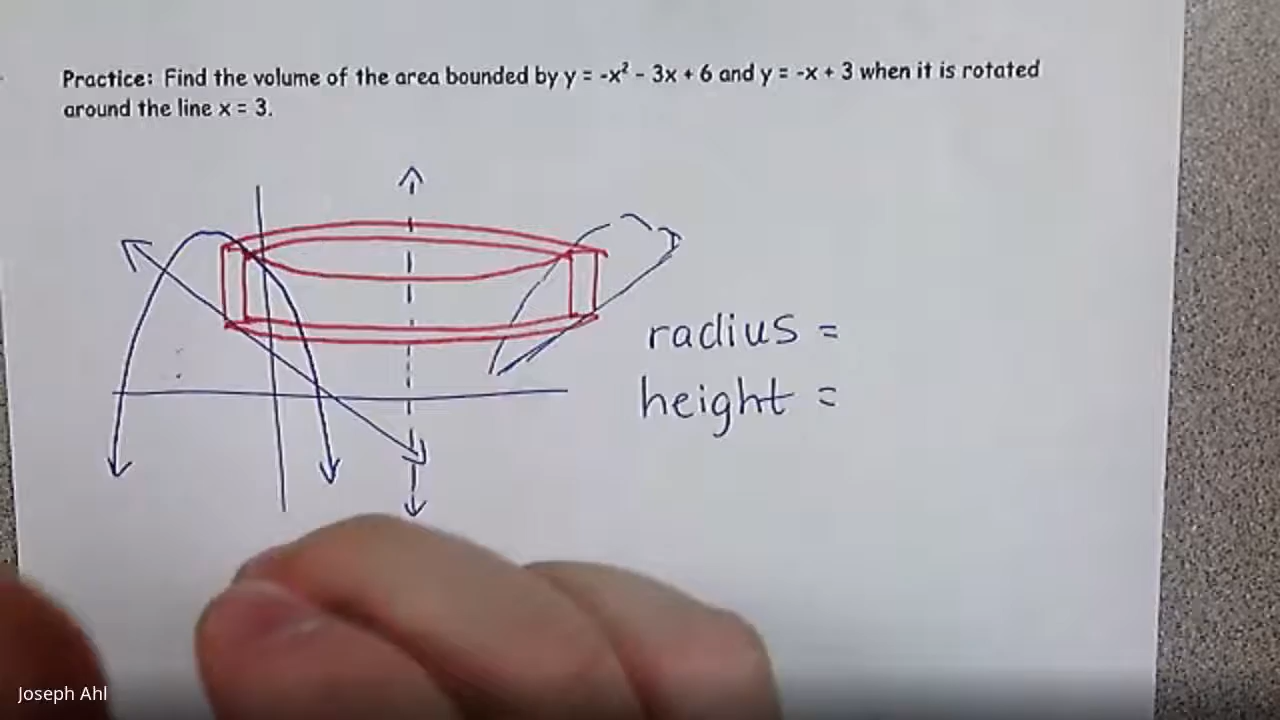 Practice: Find the volume of the area bounded by y = -x² - 3x + 6 and y = -x + 3 when it is rotated
around the line x = 3.
radius =
height =
Joseph Ahl